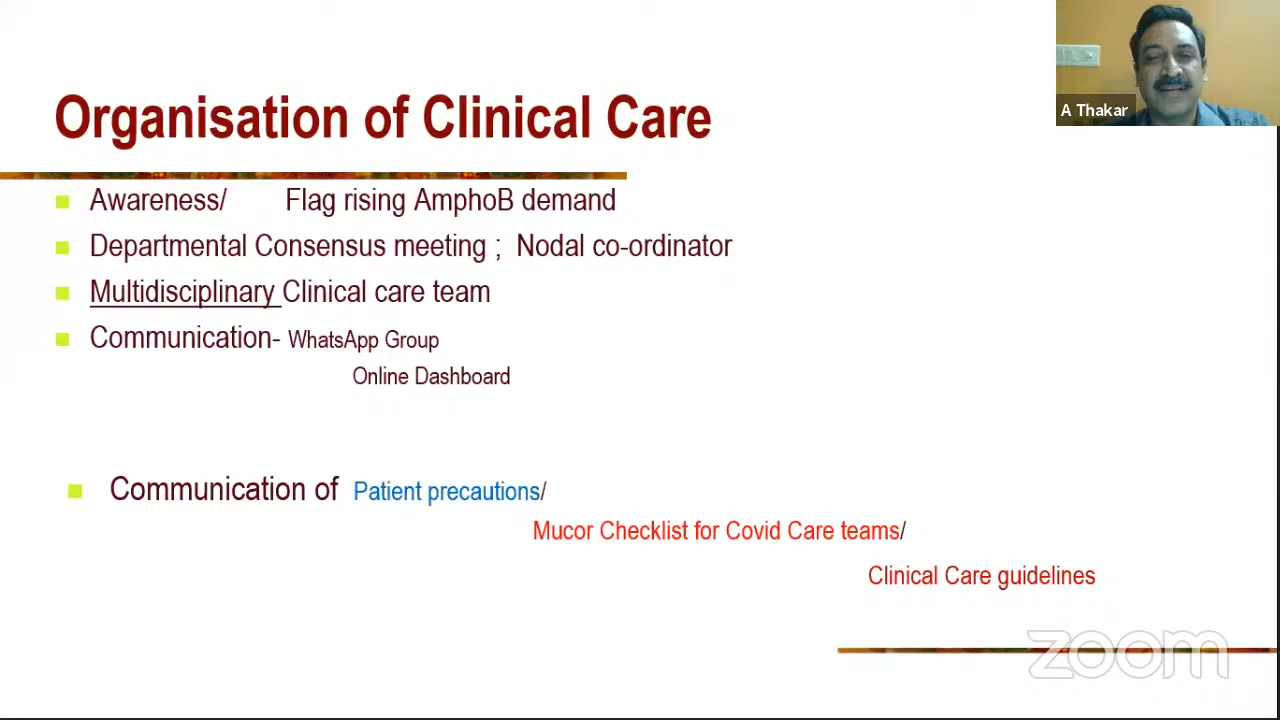 Organisation of Clinical Care
A Thakar
Awareness/ Flag rising AmphoB demand
Departmental Consensus meeting ; Nodal co-ordinator
Multidisciplinary Clinical care team
Communication- WhatsApp Group
Online Dashboard
Communication of Patient precautions/
Mucor Checklist for Covid Care teams/
Clinical Care guidelines
zoom